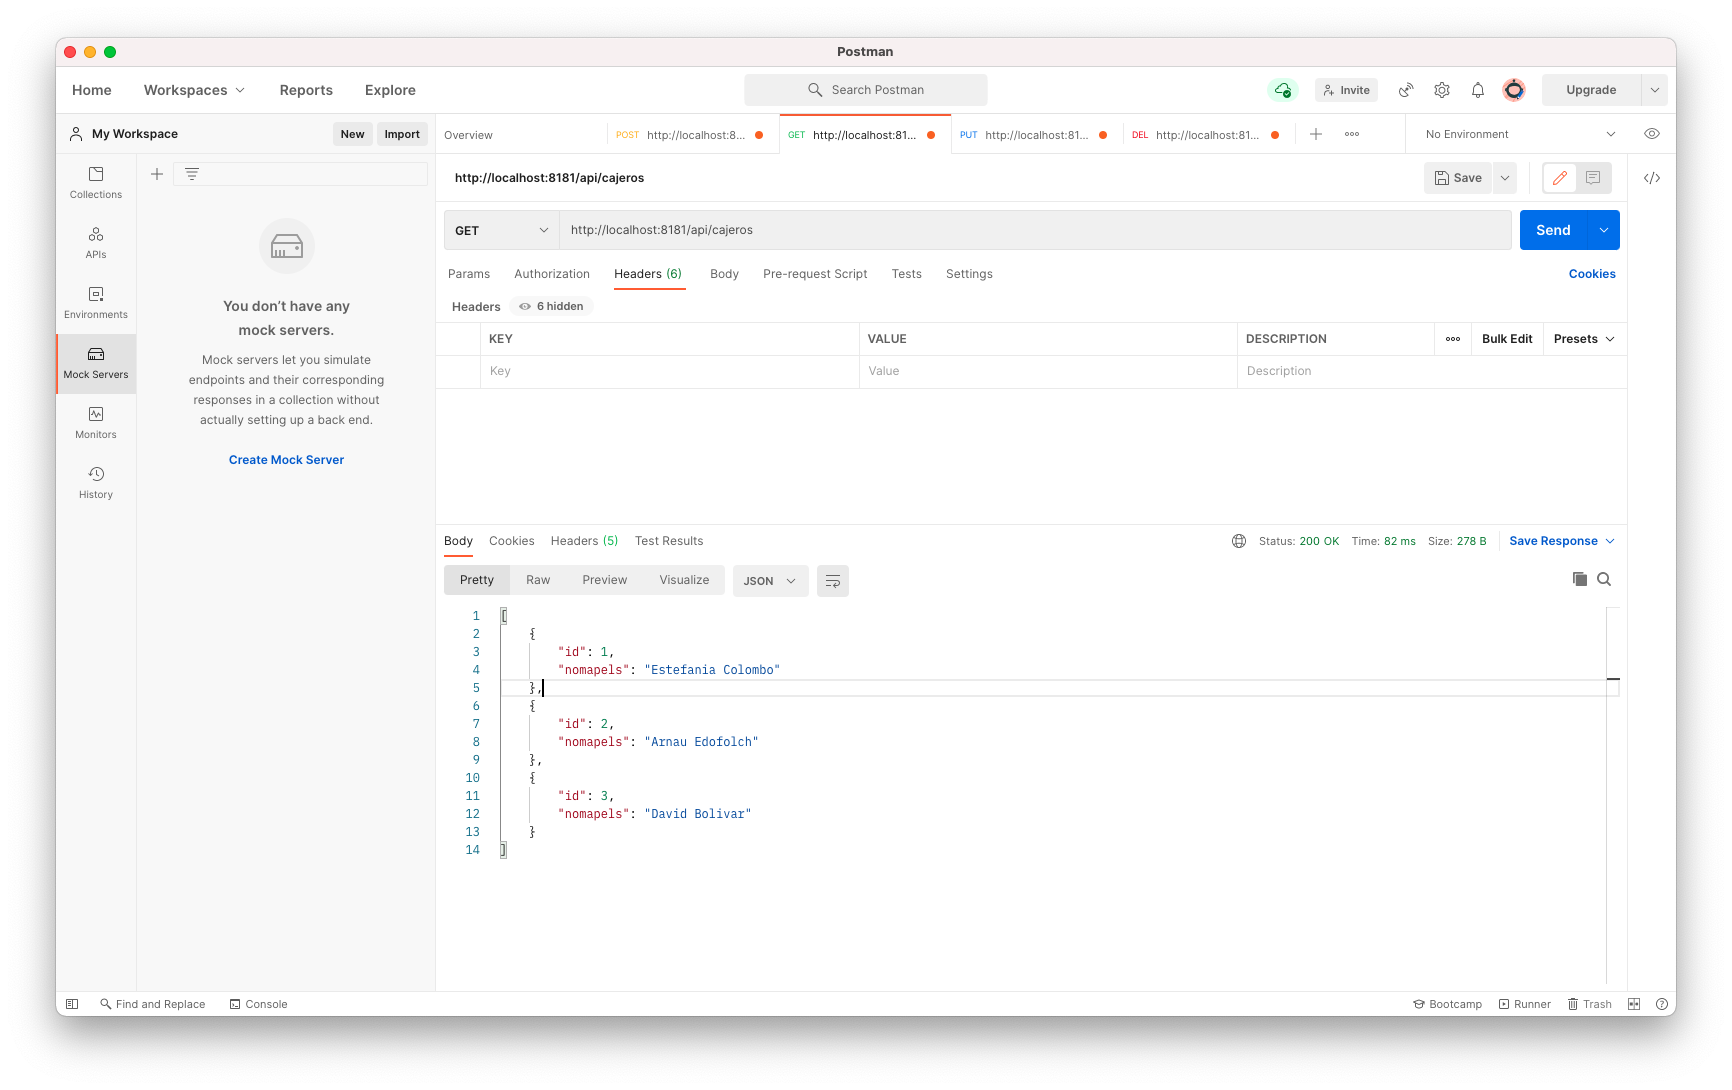 Postman
Home Workspaces Reports Explore Search Postman Invite Upgrade
My Workspace New Import
Overview POST http://localhost:8... GET http://localhost:81... PUT http://localhost:81... DEL http://localhost:81... No Environment
Collections
APIs
Environments
Mock Servers
Monitors
History
You don't have any
mock servers.
Mock servers let you simulate
endpoints and their corresponding
responses in a collection without
actually setting up a back end.
Create Mock Server
http://localhost:8181/api/cajeros Save
GET http://localhost:8181/api/cajeros Send
Params Authorization Headers (6) Body Pre-request Script Tests Settings Cookies
Headers 6 hidden
KEY VALUE DESCRIPTION Bulk Edit Presets
Key Value Description
Body Cookies Headers (5) Test Results Status: 200 OK Time: 82 ms Size: 278 B Save Response
Pretty Raw Preview Visualize JSON
1 [
2 {
3 "id": 1,
4 "nomapels": "Estefania Colombo"
5 },
6 {
7 "id": 2,
8 "nomapels": "Arnau Edofolch"
9 },
10 {
11 "id": 3,
12 "nomapels": "David Bolivar"
13 }
14 ]
Find and Replace Console Bootcamp Runner Trash